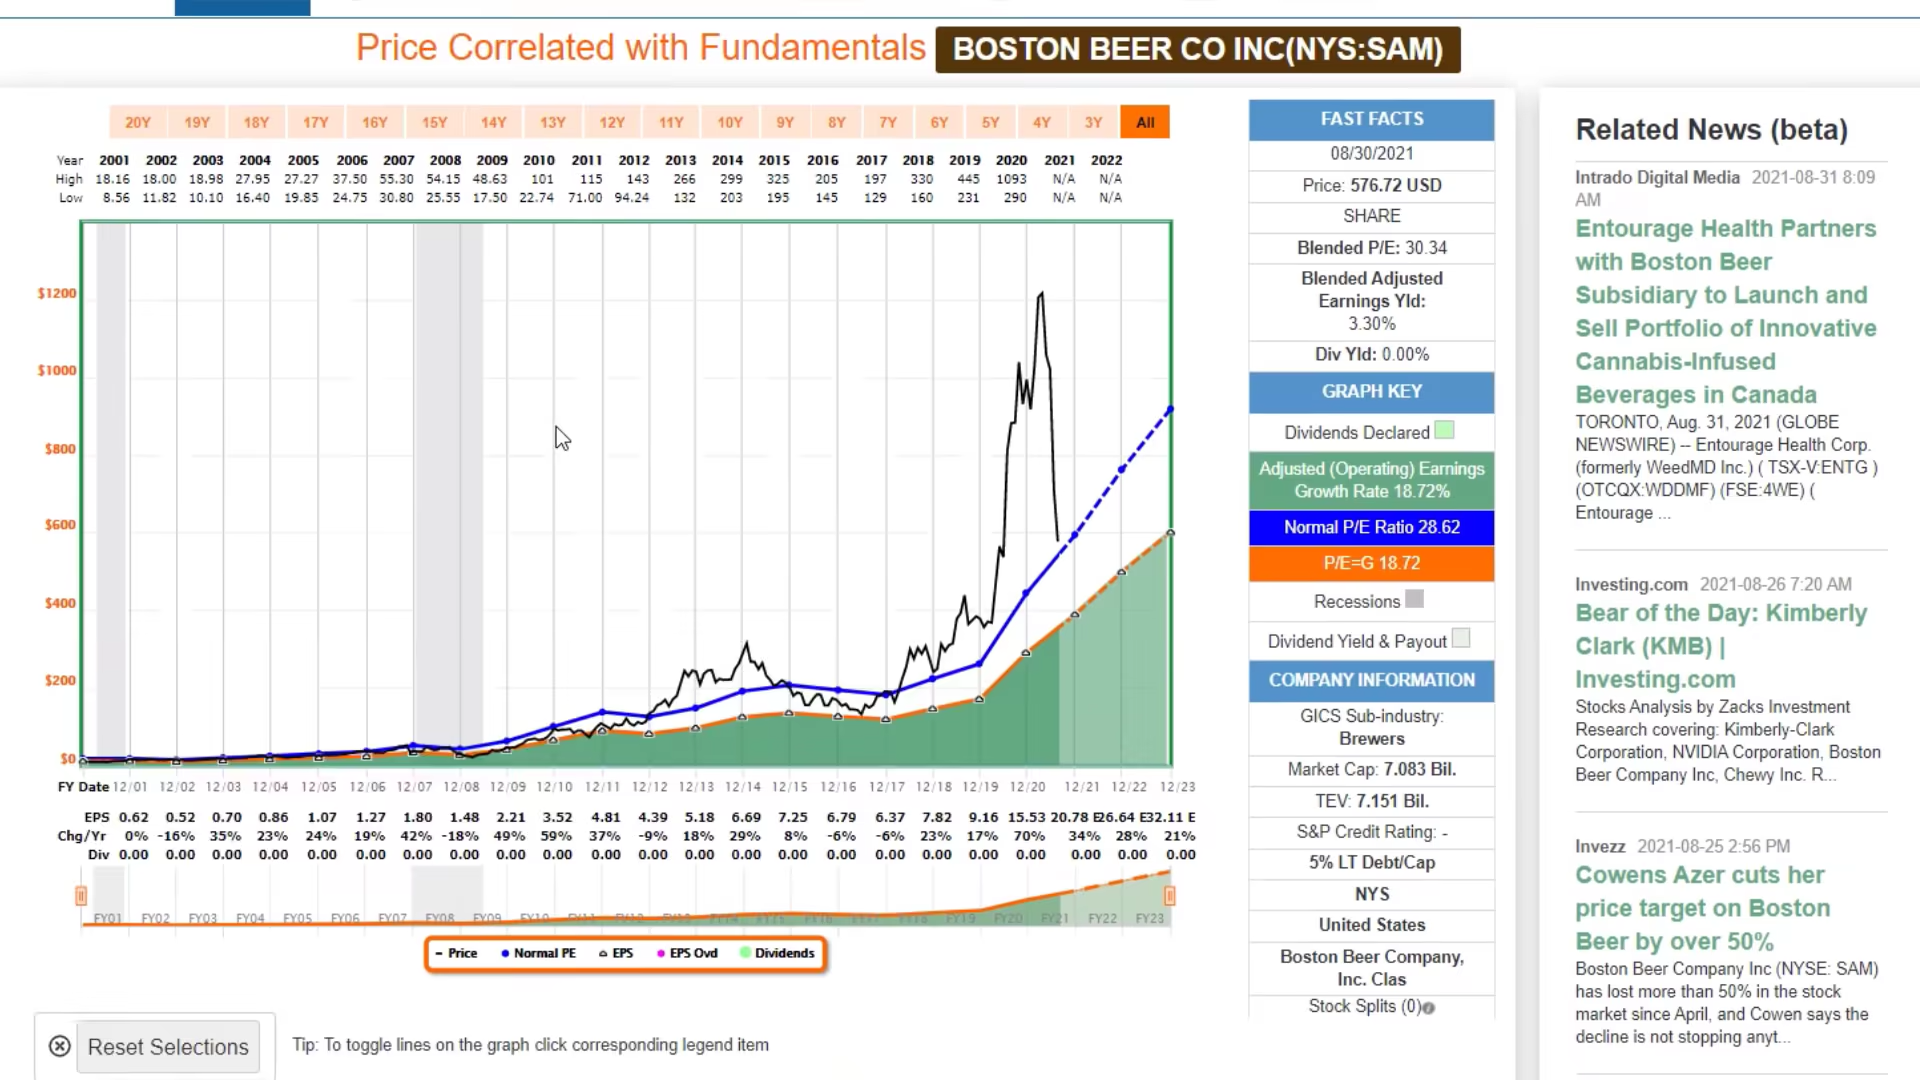 Price Correlated with Fundamentals BOSTON BEER CO INC(NYS:SAM)
20Y 19Y 18Y 17Y 16Y 15Y 14Y 13Y 12Y 11Y 10Y 9Y 8Y 7Y 6Y 5Y 4Y 3Y All
Year 2001 2002 2003 2004 2005 2006 2007 2008 2009 2010 2011 2012 2013 2014 2015 2016 2017 2018 2019 2020 2021 2022
High 18.16 18.00 18.98 27.95 27.27 37.50 55.30 54.15 48.63 101 115 143 266 299 325 205 197 330 445 1093 N/A N/A
Low 8.56 11.82 10.10 16.40 19.85 24.75 30.80 25.55 17.50 22.74 71.00 94.24 132 203 195 145 129 160 231 290 N/A N/A
$1200
$1000
$800
$600
$400
$200
$0
FY Date 12/01 12/02 12/03 12/04 12/05 12/06 12/07 12/08 12/09 12/10 12/11 12/12 12/13 12/14 12/15 12/16 12/17 12/18 12/19 12/20 12/21 12/22 12/23
EPS 0.62 0.52 0.70 0.86 1.07 1.27 1.80 1.48 2.21 3.52 4.81 4.39 5.18 6.69 7.25 6.79 6.37 7.82 9.16 15.53 20.78 E26.64 E32.11 E
Chg/Yr 0% -16% 35% 23% 24% 19% 42% -18% 49% 59% 37% -9% 18% 29% 8% -6% -6% 23% 17% 70% 34% 28% 21%
Div 0.00 0.00 0.00 0.00 0.00 0.00 0.00 0.00 0.00 0.00 0.00 0.00 0.00 0.00 0.00 0.00 0.00 0.00 0.00 0.00 0.00 0.00 0.00
FY01 FY02 FY03 FY04 FY05 FY06 FY07 FY08 FY09 FY10 FY11 FY12 FY13 FY14 FY15 FY16 FY17 FY18 FY19 FY20 FY21 FY22 FY23
Price Normal PE EPS EPS Ovd Dividends
Reset Selections
Tip: To toggle lines on the graph click corresponding legend item
FAST FACTS
08/30/2021
Price: 576.72 USD
SHARE
Blended P/E: 30.34
Blended Adjusted
Earnings Yld:
3.30%
Div Yld: 0.00%
GRAPH KEY
Dividends Declared
Adjusted (Operating) Earnings
Growth Rate 18.72%
Normal P/E Ratio 28.62
P/E=G 18.72
Recessions
Dividend Yield & Payout
COMPANY INFORMATION
GICS Sub-industry:
Brewers
Market Cap: 7.083 Bil.
TEV: 7.151 Bil.
S&P Credit Rating: -
5% LT Debt/Cap
NYS
United States
Boston Beer Company,
Inc. Clas
Stock Splits (0)
Related News (beta)
Intrado Digital Media 2021-08-31 8:09
AM
Entourage Health Partners
with Boston Beer
Subsidiary to Launch and
Sell Portfolio of Innovative
Cannabis-Infused
Beverages in Canada
TORONTO, Aug. 31, 2021 (GLOBE
NEWSWIRE) -- Entourage Health Corp.
(formerly WeedMD Inc.) ( TSX-V:ENTG )
(OTCQX:WDDMF) (FSE:4WE) (
Entourage ...
Investing.com 2021-08-26 7:20 AM
Bear of the Day: Kimberly
Clark (KMB) |
Investing.com
Stocks Analysis by Zacks Investment
Research covering: Kimberly-Clark
Corporation, NVIDIA Corporation, Boston
Beer Company Inc, Chewy Inc. R...
Invezz 2021-08-25 2:56 PM
Cowens Azer cuts her
price target on Boston
Beer by over 50%
Boston Beer Company Inc (NYSE: SAM)
has lost more than 50% in the stock
market since April, and Cowen says the
decline is not stopping anyt...